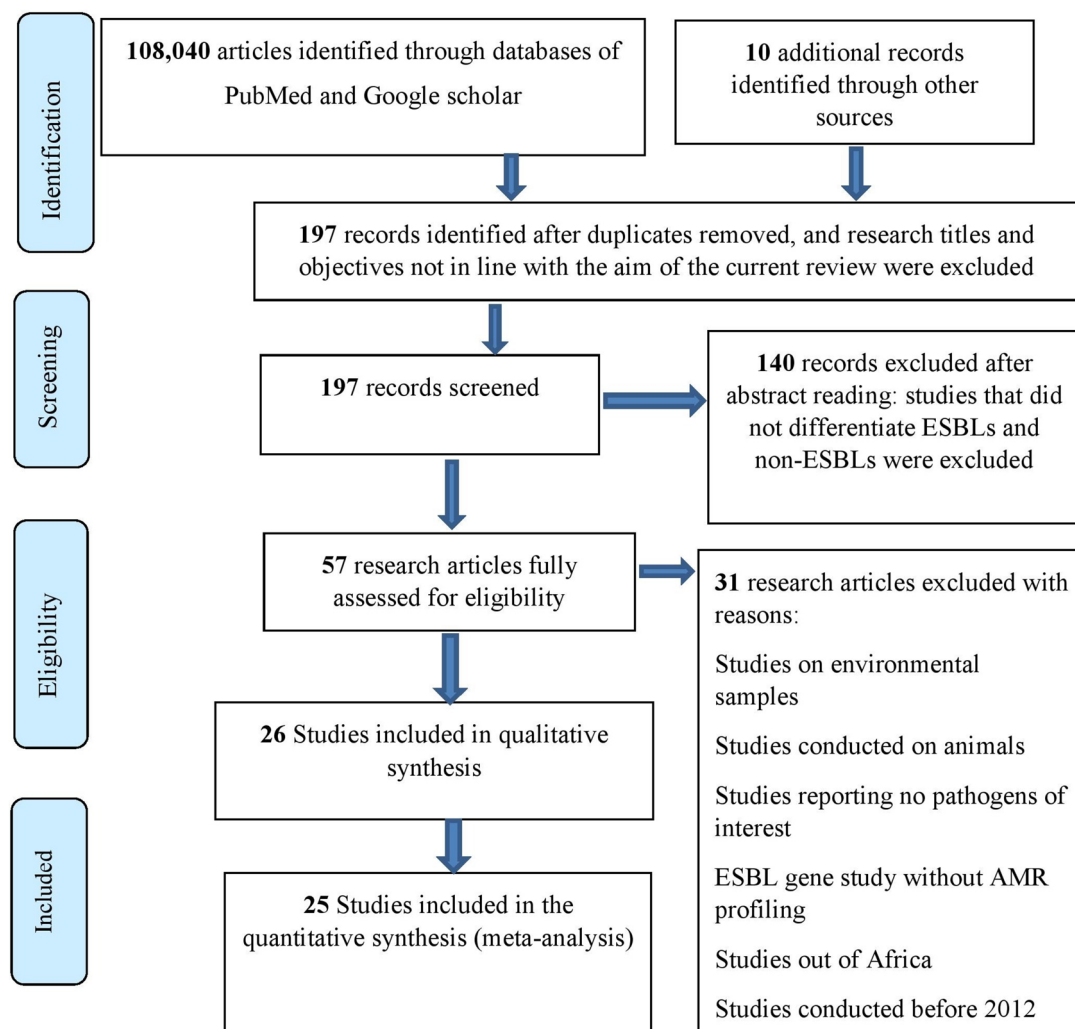 Identification
108,040 articles identified through databases of
PubMed and Google scholar
10 additional records
identified through other
sources
197 records identified after duplicates removed, and research titles and
objectives not in line with the aim of the current review were excluded
Screening
197 records screened
140 records excluded after
abstract reading: studies that did
not differentiate ESBLs and
non-ESBLs were excluded
Eligibility
57 research articles fully
assessed for eligibility
31 research articles excluded with
reasons:
Studies on environmental
samples
Studies conducted on animals
Studies reporting no pathogens of
interest
ESBL gene study without AMR
profiling
Studies out of Africa
Studies conducted before 2012
26 Studies included in qualitative
synthesis
Included
25 Studies included in the
quantitative synthesis (meta-analysis)